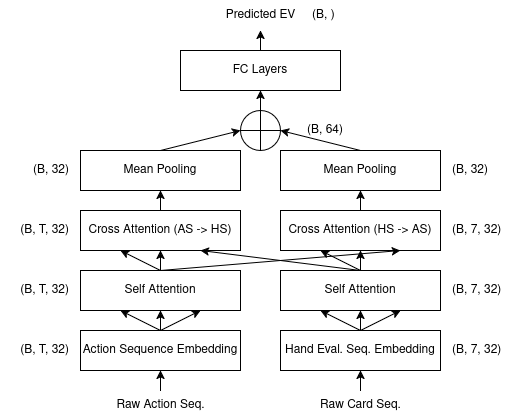 Predicted EV (B, )
FC Layers
(B, 64)
(B, 32) Mean Pooling Mean Pooling (B, 32)
(B, T, 32) Cross Attention (AS -> HS) Cross Attention (HS -> AS) (B, 7, 32)
(B, T, 32) Self Attention Self Attention (B, 7, 32)
(B, T, 32) Action Sequence Embedding Hand Eval. Seq. Embedding (B, 7, 32)
Raw Action Seq. Raw Card Seq.